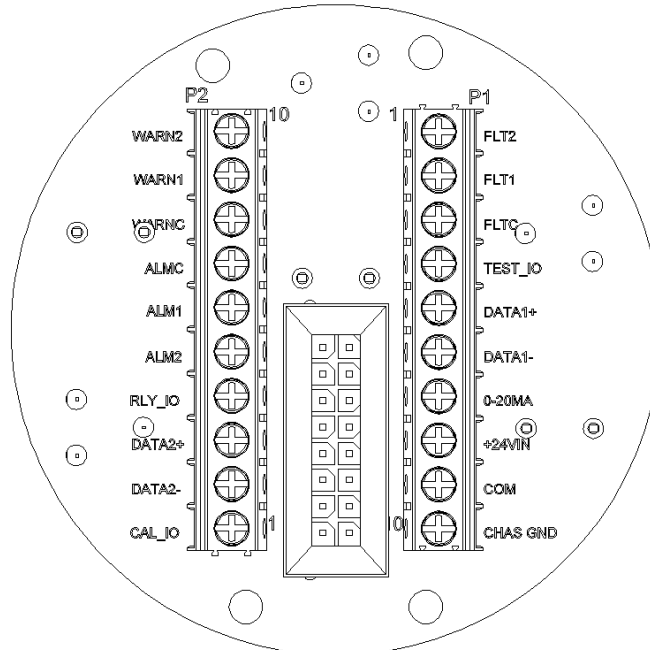 P2 P1
10 1
WARN2 FLT2
WARN1 FLT1
WARNC FLTC
ALMC TEST_IO
ALM1 DATA1+
ALM2 DATA1-
RLY_IO 0-20MA
DATA2+ +24VIN
DATA2- COM
1 10
CAL_IO CHAS GND